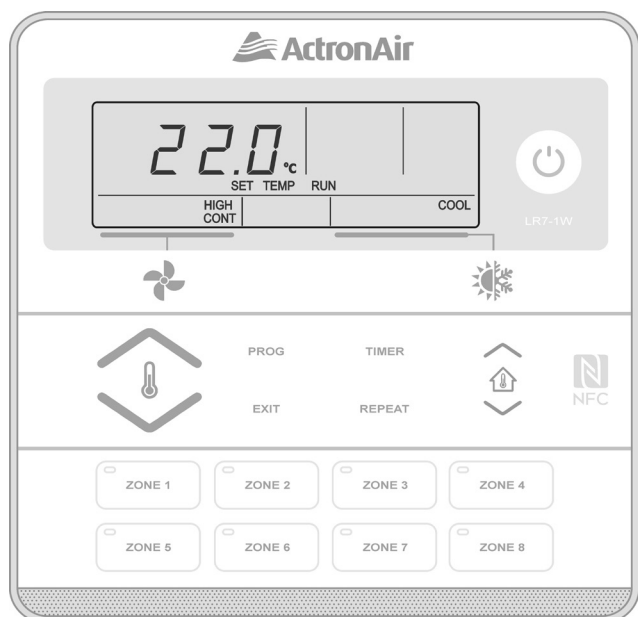 ActronAir
22.0 °C
SET TEMP RUN
HIGH COOL
CONT
LR7-1W
PROG TIMER
EXIT REPEAT
NFC
ZONE 1 ZONE 2 ZONE 3 ZONE 4
ZONE 5 ZONE 6 ZONE 7 ZONE 8